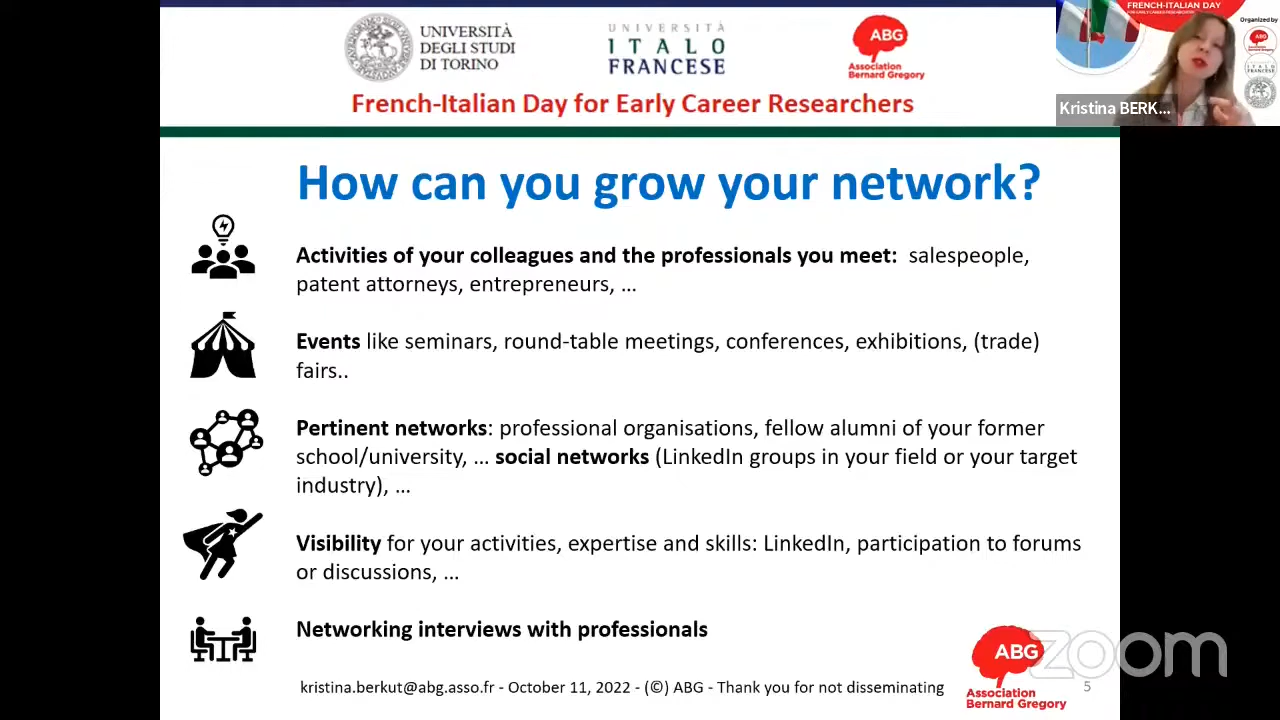 UNIVERSITÀ
DEGLI STUDI
DI TORINO
UNIVERSITÀ
ITALO
FRANCESE
ABG
Association
Bernard Gregory
French-Italian Day for Early Career Researchers
FRENCH-ITALIAN DAY
Organized by
ABG
ITALO
FRANCESE
Kristina BERK...
How can you grow your network?
Activities of your colleagues and the professionals you meet: salespeople,
patent attorneys, entrepreneurs, …
Events like seminars, round-table meetings, conferences, exhibitions, (trade)
fairs..
Pertinent networks: professional organisations, fellow alumni of your former
school/university, … social networks (LinkedIn groups in your field or your target
industry), …
Visibility for your activities, expertise and skills: LinkedIn, participation to forums
or discussions, …
Networking interviews with professionals
ABG
Association
Bernard Gregory
zoom
kristina.berkut@abg.asso.fr - October 11, 2022 - (©) ABG - Thank you for not disseminating
5